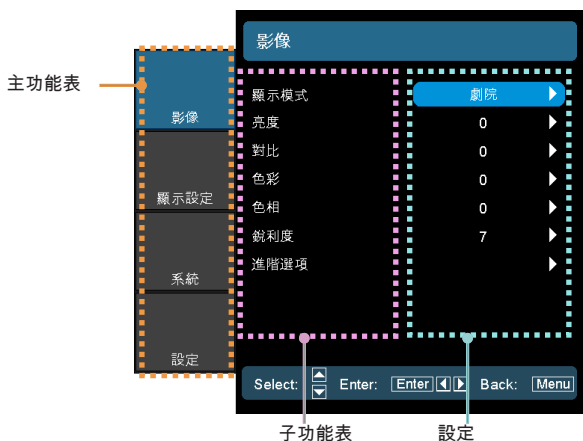 影像
主功能表
影像
顯示設定
系統
設定
顯示模式 劇院
亮度 0
對比 0
色彩 0
色相 0
銳利度 7
進階選項
Select: Enter: Enter Back: Menu
子功能表
設定